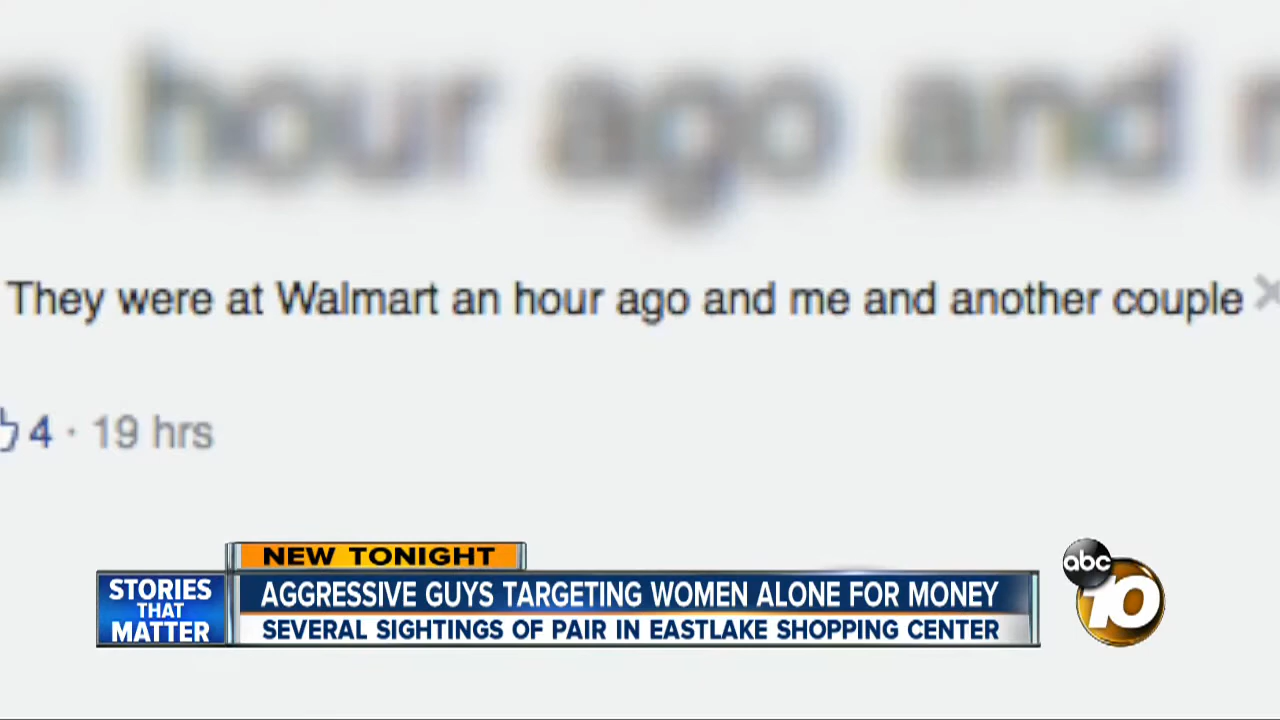 n hour ago and
They were at Walmart an hour ago and me and another couple
4 · 19 hrs
NEW TONIGHT
STORIES THAT MATTER
AGGRESSIVE GUYS TARGETING WOMEN ALONE FOR MONEY
SEVERAL SIGHTINGS OF PAIR IN EASTLAKE SHOPPING CENTER
abc
10